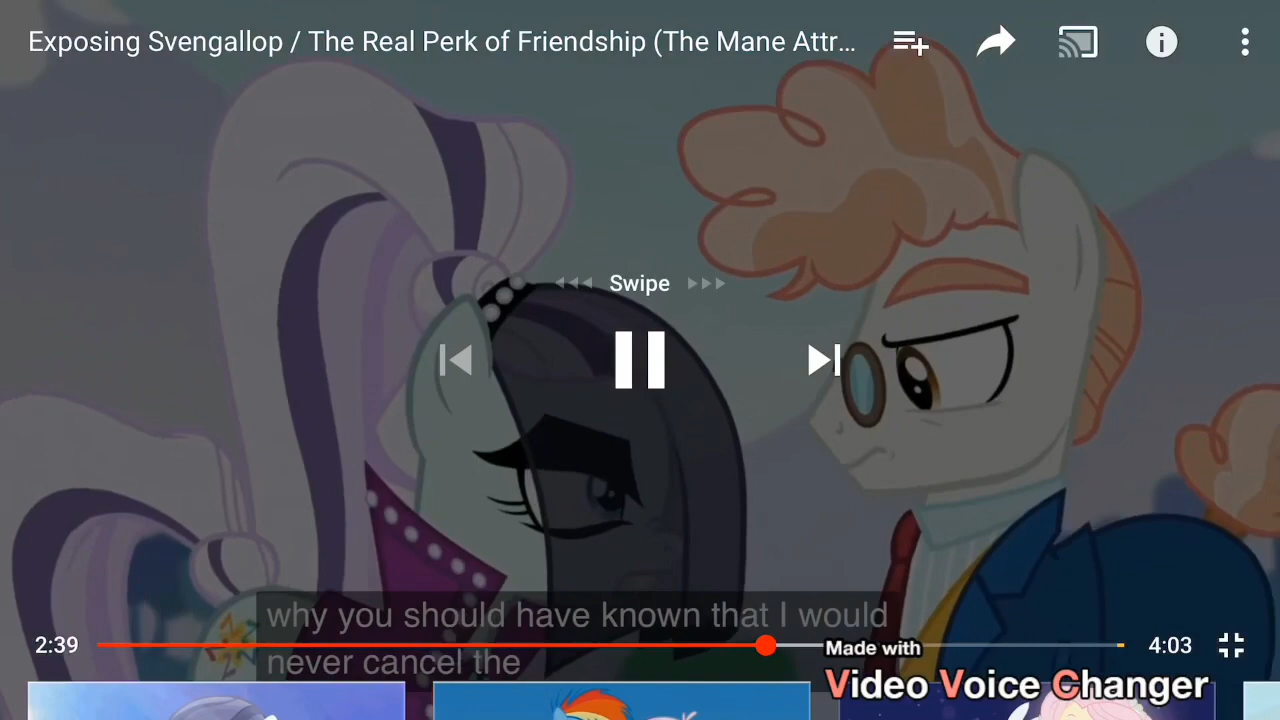 Exposing Svengallop / The Real Perk of Friendship (The Mane Attr...
Swipe
why you should have known that I would
never cancel the
2:39
4:03
Made with
Video Voice Changer